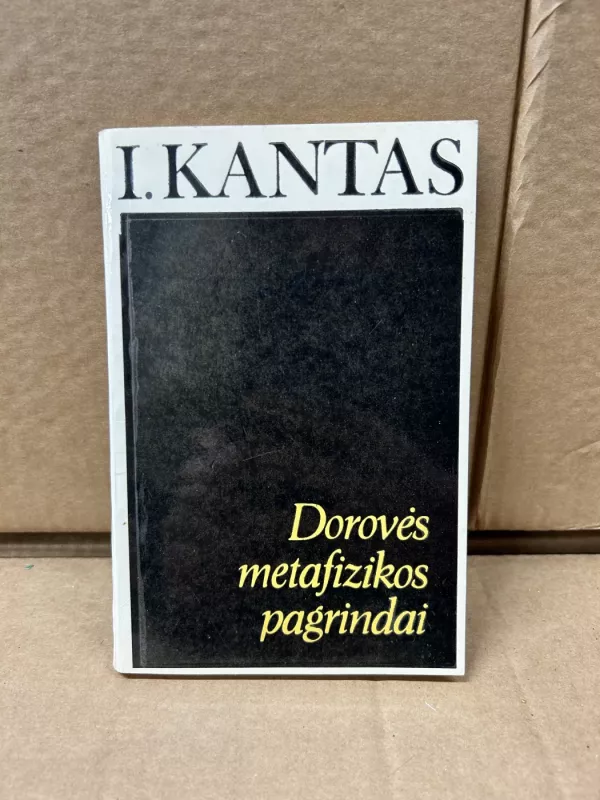 I. KANTAS
Dorovės
metafizikos
pagrindai